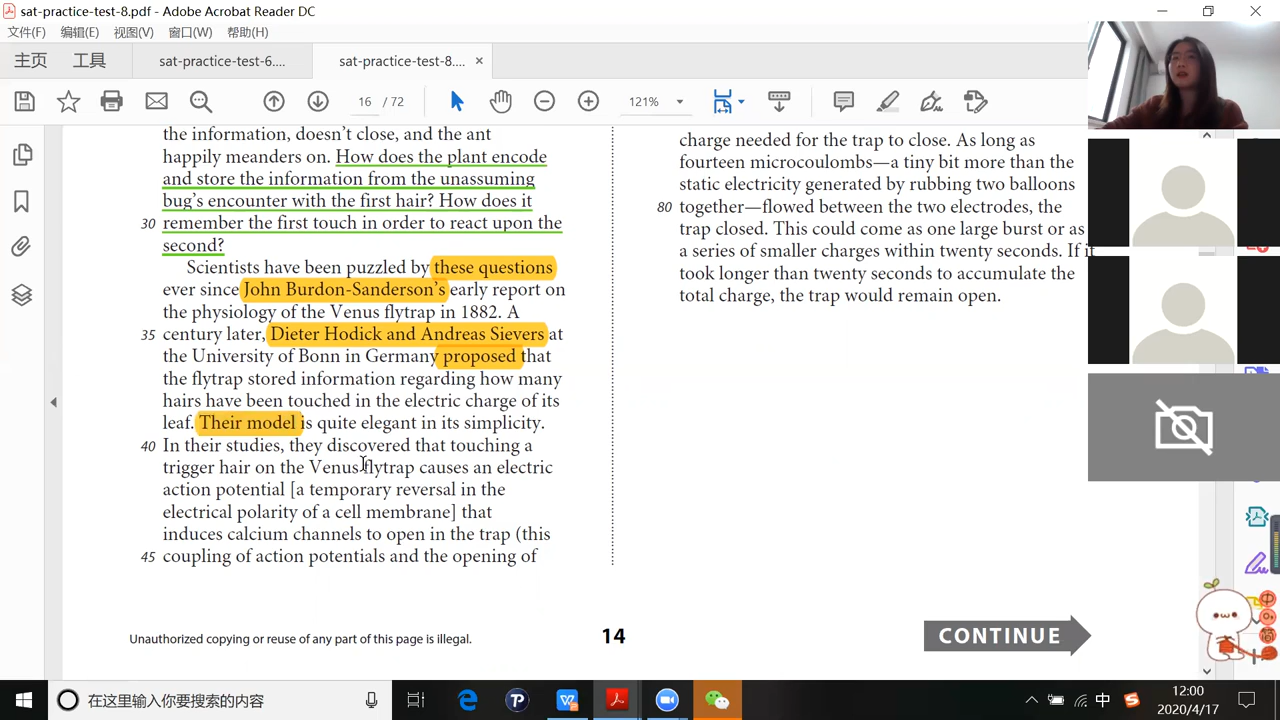 sat-practice-test-8.pdf - Adobe Acrobat Reader DC
文件(F) 编辑(E) 视图(V) 窗口(W) 帮助(H)
主页 工具 sat-practice-test-6.... sat-practice-test-8.... ×
16 / 72 121%
the information, doesn't close, and the ant
happily meanders on. How does the plant encode
and store the information from the unassuming
bug's encounter with the first hair? How does it
30 remember the first touch in order to react upon the
second?
Scientists have been puzzled by these questions
ever since John Burdon-Sanderson's early report on
the physiology of the Venus flytrap in 1882. A
35 century later, Dieter Hodick and Andreas Sievers at
the University of Bonn in Germany proposed that
the flytrap stored information regarding how many
hairs have been touched in the electric charge of its
leaf. Their model is quite elegant in its simplicity.
40 In their studies, they discovered that touching a
trigger hair on the Venus flytrap causes an electric
action potential [a temporary reversal in the
electrical polarity of a cell membrane] that
induces calcium channels to open in the trap (this
45 coupling of action potentials and the opening of
charge needed for the trap to close. As long as
fourteen microcoulombs—a tiny bit more than the
static electricity generated by rubbing two balloons
80 together—flowed between the two electrodes, the
trap closed. This could come as one large burst or as
a series of smaller charges within twenty seconds. If it
took longer than twenty seconds to accumulate the
total charge, the trap would remain open.
Unauthorized copying or reuse of any part of this page is illegal.
14
CONTINUE
在这里输入你要搜索的内容
中
12:00
2020/4/17